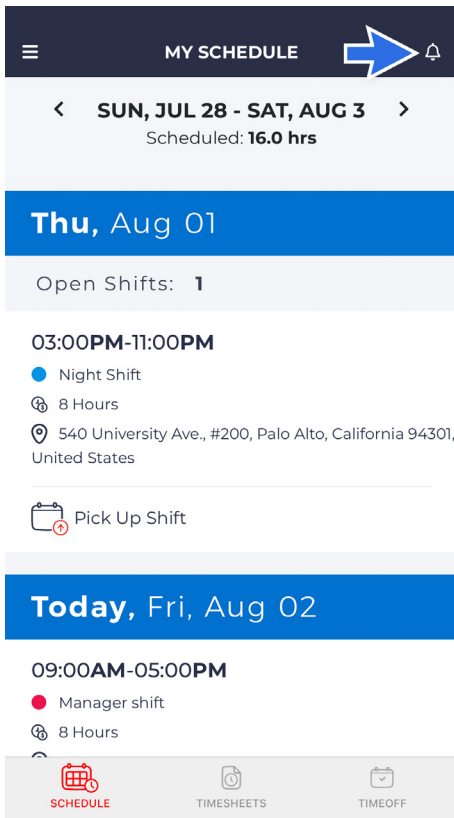 MY SCHEDULE
SUN, JUL 28 - SAT, AUG 3
Scheduled: 16.0 hrs
Thu, Aug 01
Open Shifts: 1
03:00PM-11:00PM
Night Shift
8 Hours
540 University Ave., #200, Palo Alto, California 94301,
United States
Pick Up Shift
Today, Fri, Aug 02
09:00AM-05:00PM
Manager shift
8 Hours
SCHEDULE
TIMESHEETS
TIMEOFF